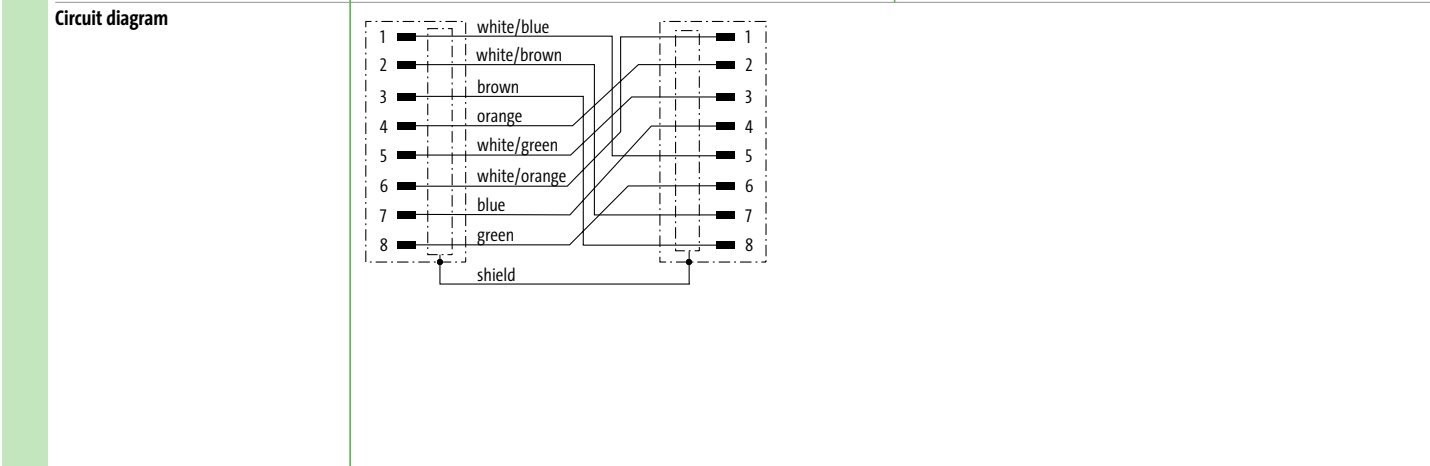 Circuit diagram
1 white/blue 1
2 white/brown 2
3 brown 3
4 orange 4
5 white/green 5
6 white/orange 6
7 blue 7
8 green 8
shield